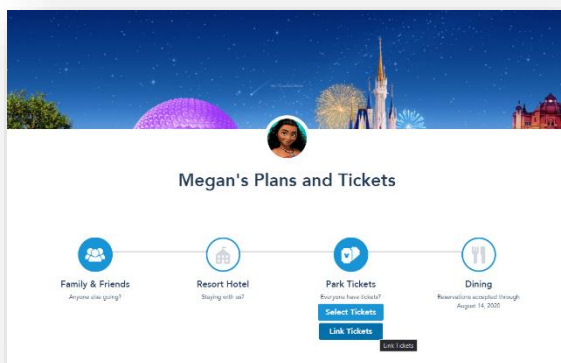 Megan's Plans and Tickets
Family & Friends
Anyone else going?
Resort Hotel
Staying with us?
Park Tickets
Everyone have tickets?
Select Tickets
Link Tickets
Link Tickets
Dining
Reservations accepted through
August 14, 2020